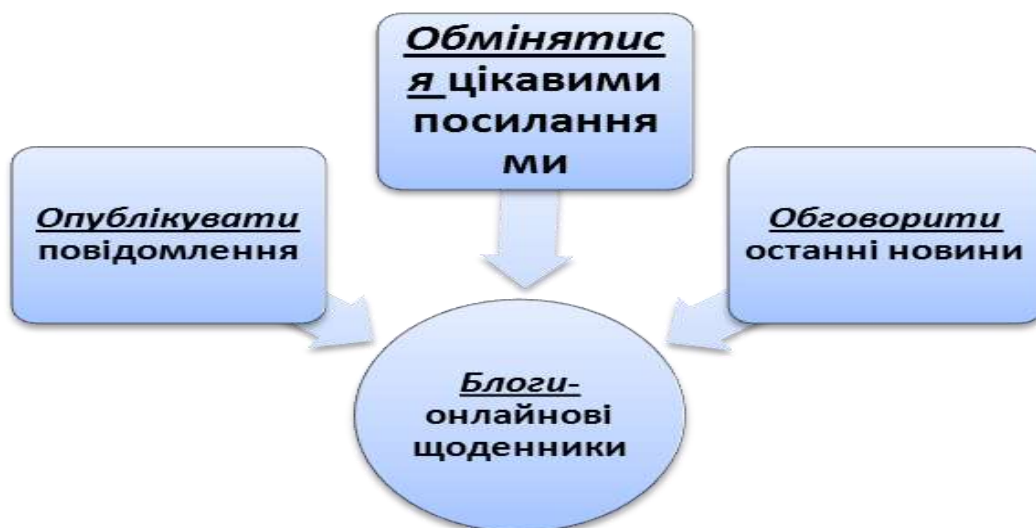 Обмінятис
я цікавими
посилання
ми
Опублікувати
повідомлення
Обговорити
останні новини
Блоги-
онлайнові
щоденники